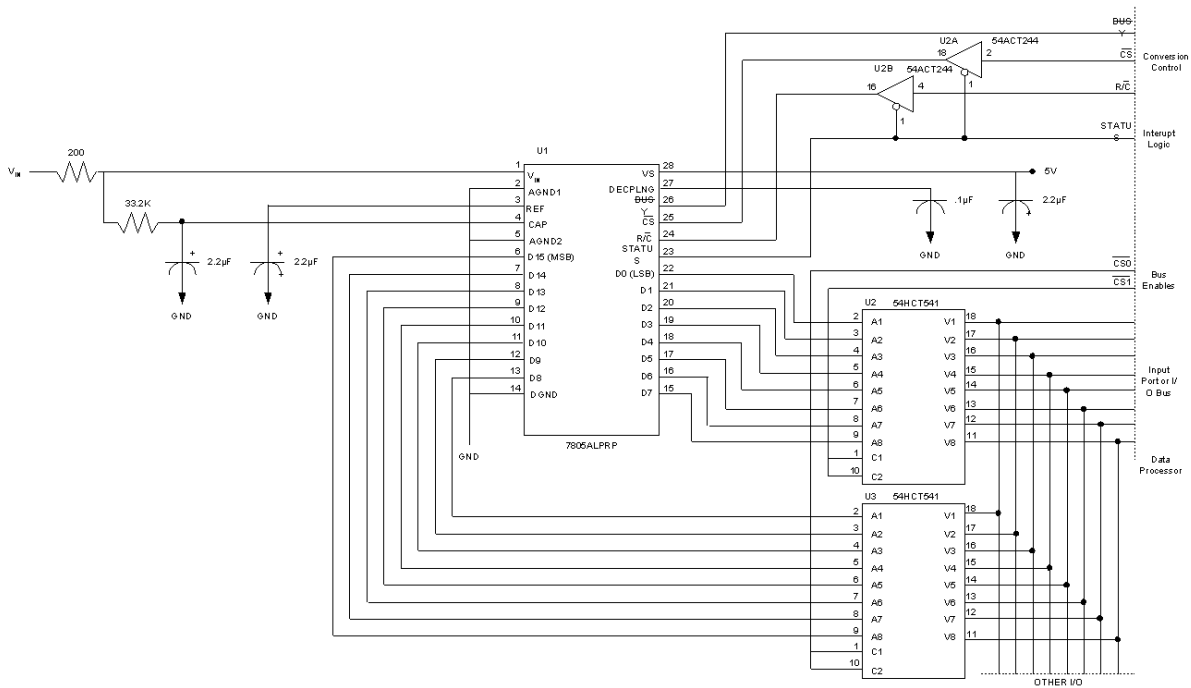 BUS
Y
U2A
54ACT244
18
2
CS
Conversion
Control
U2B
54ACT244
1
16
4
R/C
1
STATU
S
Interupt
Logic
200
V_IN
33.2K
2.2µF
+
GND
2.2µF
+
+
GND
U1
1
V_IN
2
AGND1
3
REF
4
CAP
5
AGND2
6
D15 (MSB)
7
D14
8
D13
9
D12
10
D11
11
D10
12
D9
13
D8
14
DGND
GND
VS
28
DECPLNG
27
BUS
Y
26
CS
25
R/C
24
STATU
S
23
D0 (LSB)
22
D1
21
D2
20
D3
19
D4
18
D5
17
D6
16
D7
15
7805ALPRP
5V
.1µF
GND
2.2µF
+
GND
CS0
CS1
Bus
Enables
U2
54HCT541
2
A1
V1
18
3
A2
V2
17
4
A3
V3
16
5
A4
V4
15
6
A5
V5
14
7
A6
V6
13
8
A7
V7
12
9
A8
V8
11
1
C1
10
C2
Input
Port or I/
O Bus
Data
Processor
U3
54HCT541
2
A1
V1
18
3
A2
V2
17
4
A3
V3
16
5
A4
V4
15
6
A5
V5
14
7
A6
V6
13
8
A7
V7
12
9
A8
V8
11
1
C1
10
C2
OTHER I/O